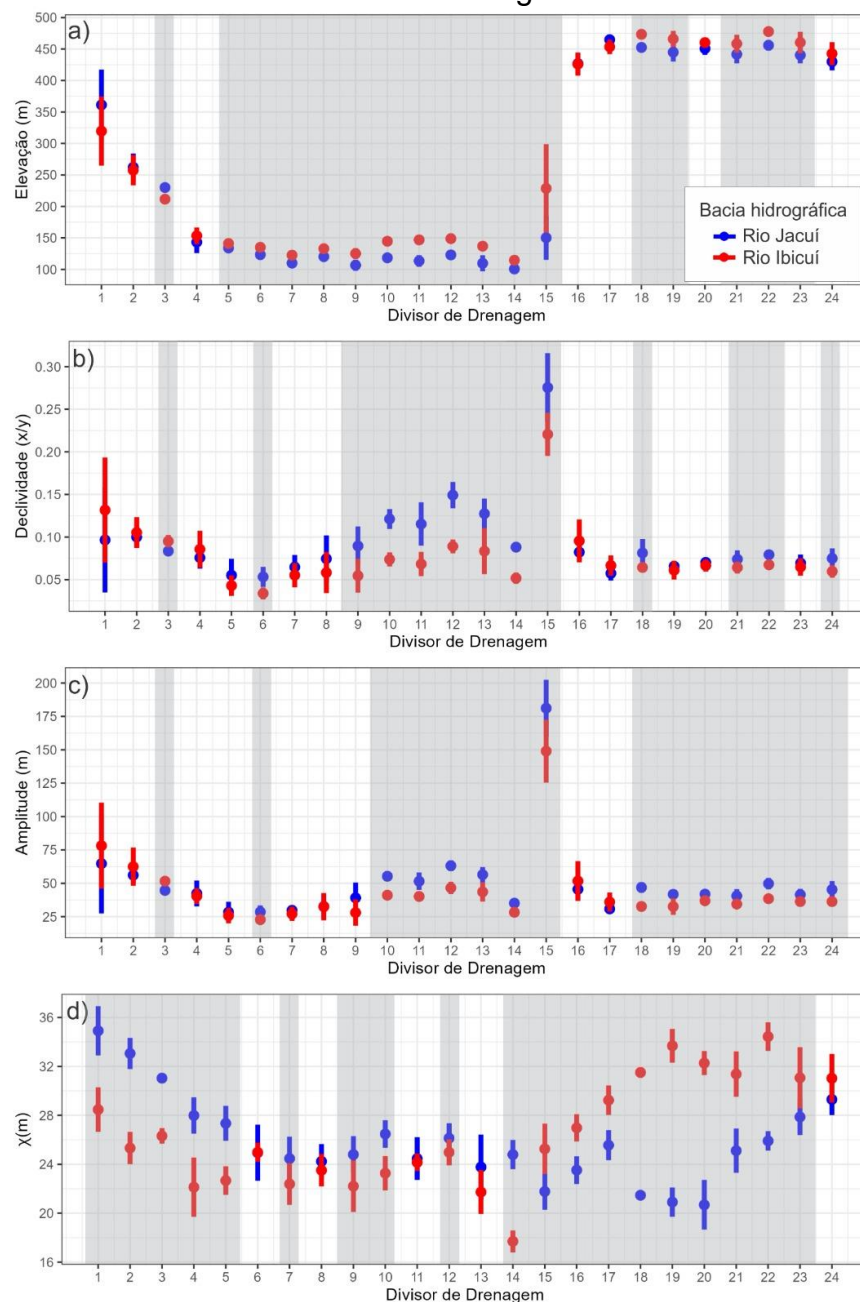 a)
Elevação (m)
500
450
400
350
300
250
200
150
100
Bacia hidrográfica
Rio Jacuí
Rio Ibicuí
1 2 3 4 5 6 7 8 9 10 11 12 13 14 15 16 17 18 19 20 21 22 23 24
Divisor de Drenagem
b)
Declividade (x/y)
0.30
0.25
0.20
0.15
0.10
0.05
1 2 3 4 5 6 7 8 9 10 11 12 13 14 15 16 17 18 19 20 21 22 23 24
Divisor de Drenagem
c)
Amplitude (m)
200
175
150
125
100
75
50
25
1 2 3 4 5 6 7 8 9 10 11 12 13 14 15 16 17 18 19 20 21 22 23 24
Divisor de Drenagem
d)
χ(m)
36
32
28
24
20
16
1 2 3 4 5 6 7 8 9 10 11 12 13 14 15 16 17 18 19 20 21 22 23 24
Divisor de Drenagem